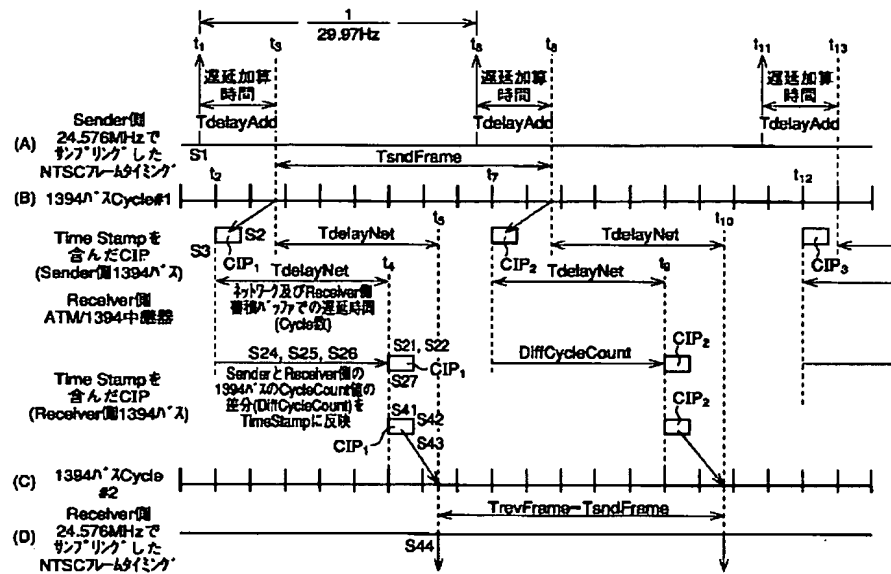 1
29.97Hz
t1
t3
t6
t8
t11
t13
遅延加算
時間
遅延加算
時間
遅延加算
時間
TdelayAdd
TdelayAdd
TdelayAdd
(A)
Sender側
24.576MHzで
サンプリングした
NTSCフレームタイミング
S1
TsndFrame
t2
t7
t12
(B) 1394バスCycle#1
t5
t10
Time Stampを
含んだCIP
(Sender側1394バス)
S2
S3
CIP1
TdelayNet
CIP2
TdelayNet
CIP3
TdelayNet
t4
TdelayNet
t9
ネットワーク及びReceiver側
蓄積バッファでの遅延時間
(Cycle数)
Receiver側
ATM/1394中継器
S24, S25, S26
S21, S22
CIP1
S27
DiffCycleCount
CIP2
Time Stampを
含んだCIP
(Receiver側1394バス)
SenderとReceiver側の
1394バスのCycleCount値の
差分(DiffCycleCount)を
TimeStampに反映
S41
S42
S43
CIP1
CIP2
(C) 1394バスCycle
#2
TrevFrame=TsndFrame
(D)
Receiver側
24.576MHzで
サンプリングした
NTSCフレームタイミング
S44